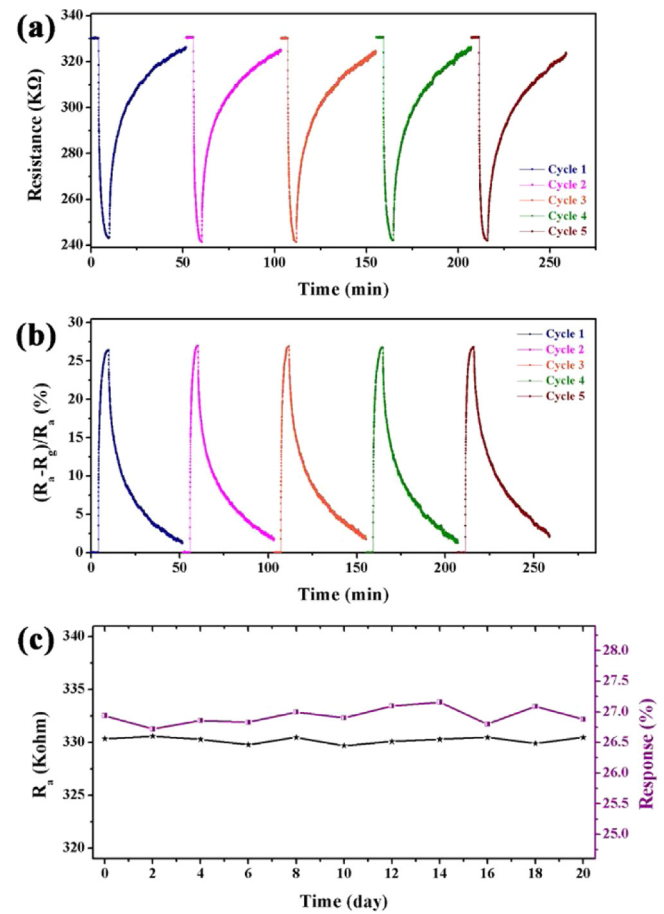 (a)
340
320
300
280
260
240
Resistance (KΩ)
Cycle 1
Cycle 2
Cycle 3
Cycle 4
Cycle 5
0 50 100 150 200 250
Time (min)
(b)
30
25
20
15
10
5
0
(Ra-Rg)/Ra (%)
Cycle 1
Cycle 2
Cycle 3
Cycle 4
Cycle 5
0 50 100 150 200 250
Time (min)
(c)
340
335
330
325
320
Ra (Kohm)
28.0
27.5
27.0
26.5
26.0
25.5
25.0
Response (%)
0 2 4 6 8 10 12 14 16 18 20
Time (day)